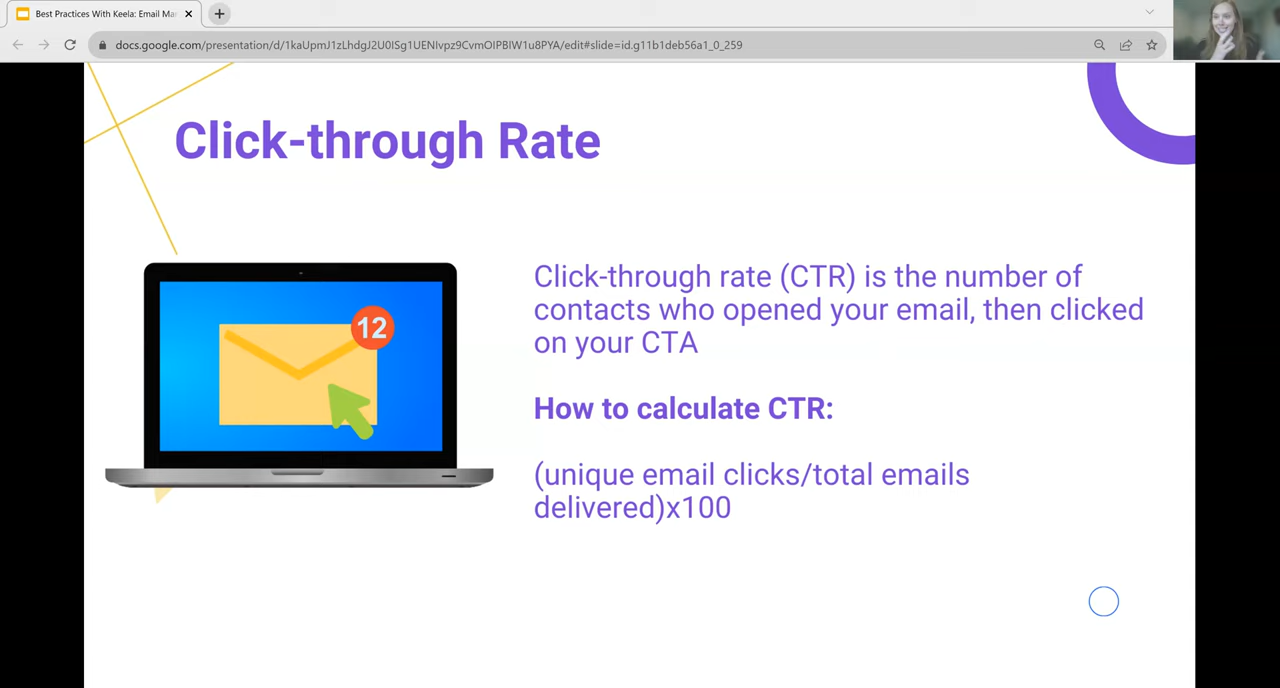 Best Practices With Keela: Email Ma
docs.google.com/presentation/d/1kaUpmJ1zLhdgJ2U0ISg1UENIvpz9CvmOIPBIW1u8PYA/edit#slide=id.g11b1deb56a1_0_259
Click-through Rate
12
Click-through rate (CTR) is the number of
contacts who opened your email, then clicked
on your CTA
How to calculate CTR:
(unique email clicks/total emails
delivered)x100